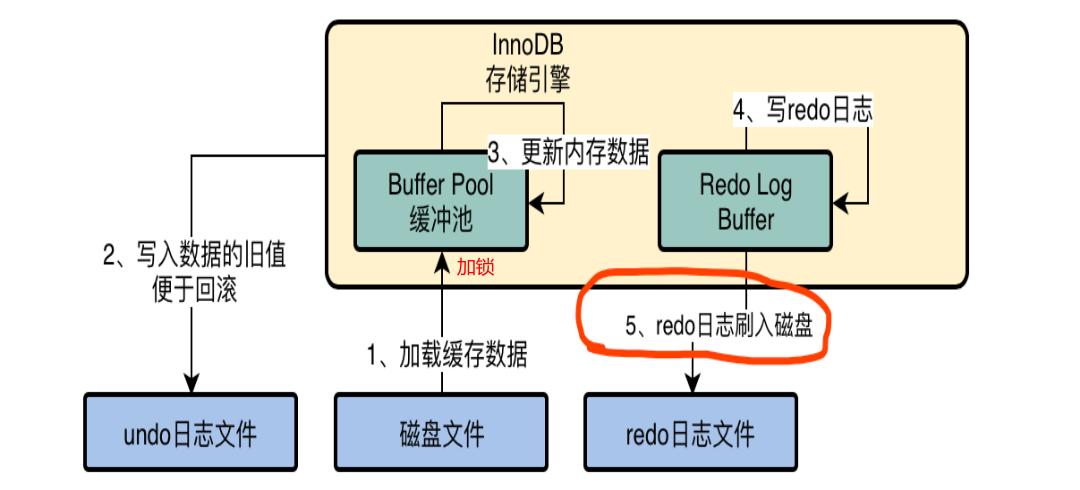 InnoDB
存储引擎
4、写redo日志
3、更新内存数据
Buffer Pool
缓冲池
Redo Log
Buffer
2、写入数据的旧值
便于回滚
加锁
5、redo日志刷入磁盘
1、加载缓存数据
undo日志文件
磁盘文件
redo日志文件